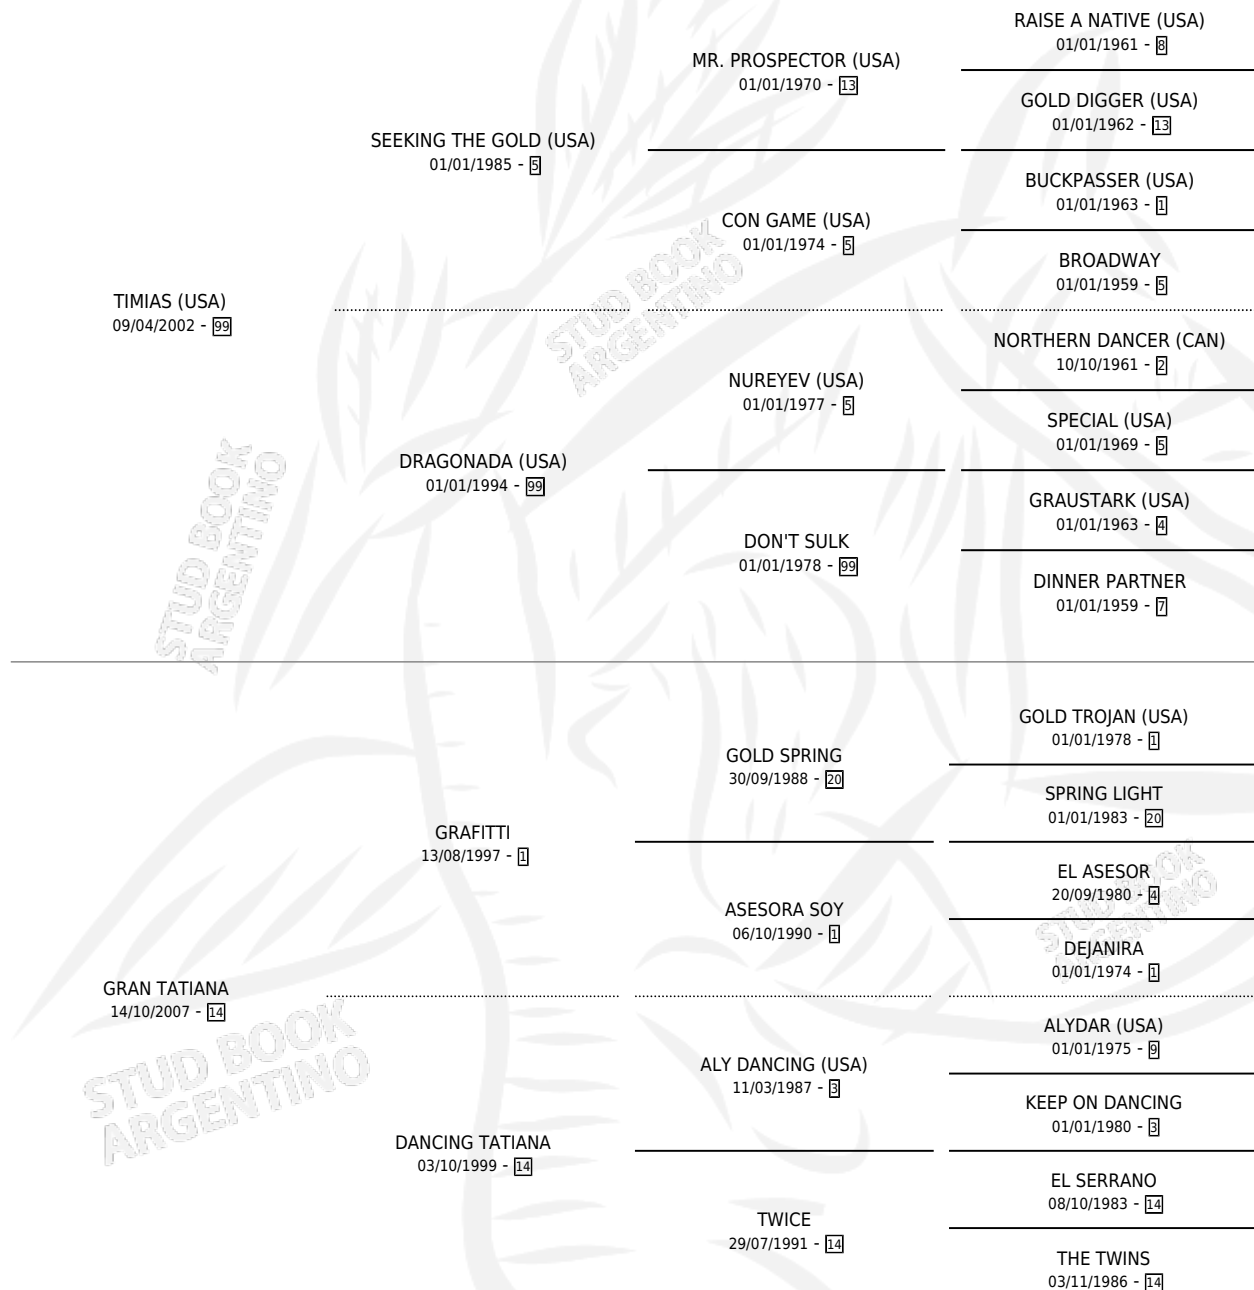 RAISE A NATIVE (USA)
01/01/1961 - 8
MR. PROSPECTOR (USA)
01/01/1970 - 13
GOLD DIGGER (USA)
01/01/1962 - 13
SEEKING THE GOLD (USA)
01/01/1985 - 5
BUCKPASSER (USA)
01/01/1963 - 1
CON GAME (USA)
01/01/1974 - 5
BROADWAY
01/01/1959 - 5
STUD BOOK
ARGENTINO
TIMIAS (USA)
09/04/2002 - 99
NORTHERN DANCER (CAN)
10/10/1961 - 2
NUREYEV (USA)
01/01/1977 - 5
SPECIAL (USA)
01/01/1969 - 5
DRAGONADA (USA)
01/01/1994 - 99
GRAUSTARK (USA)
01/01/1963 - 4
DON'T SULK
01/01/1978 - 99
DINNER PARTNER
01/01/1959 - 7
STUD BOOK
ARGENTINO
GOLD TROJAN (USA)
01/01/1978 - 1
GOLD SPRING
30/09/1988 - 20
SPRING LIGHT
01/01/1983 - 20
GRAFITTI
13/08/1997 - 1
EL ASESOR
20/09/1980 - 4
ASESORA SOY
06/10/1990 - 1
DEJANIRA
01/01/1974 - 1
STUD BOOK
ARGENTINO
GRAN TATIANA
14/10/2007 - 14
ALYDAR (USA)
01/01/1975 - 9
ALY DANCING (USA)
11/03/1987 - 3
KEEP ON DANCING
01/01/1980 - 3
DANCING TATIANA
03/10/1999 - 14
EL SERRANO
08/10/1983 - 14
TWICE
29/07/1991 - 14
THE TWINS
03/11/1986 - 14
STUD BOOK
ARGENTINO